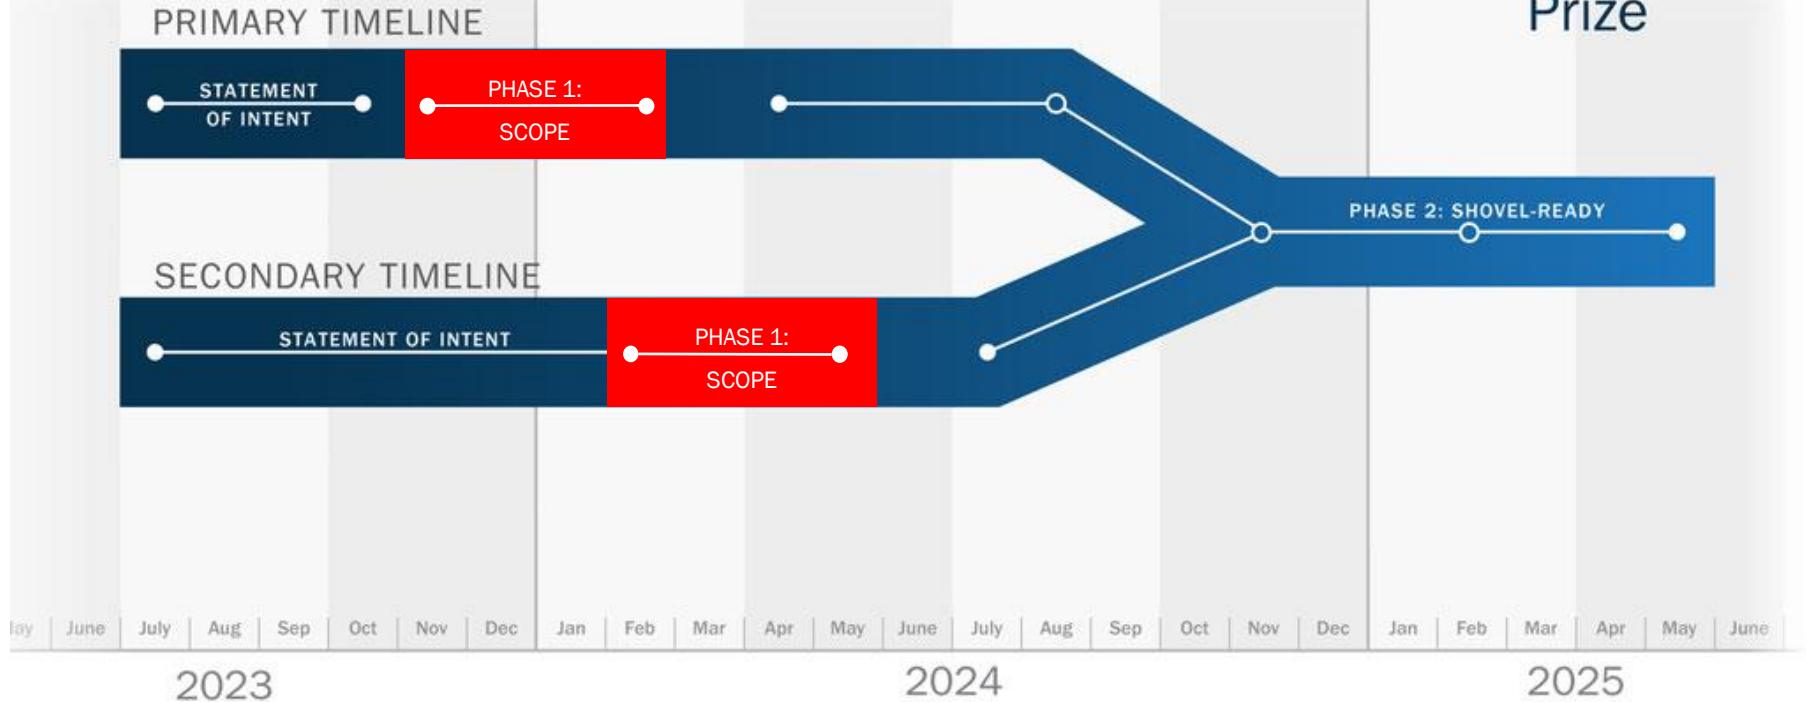 PRIMARY TIMELINE
Prize
STATEMENT
OF INTENT
PHASE 1:
SCOPE
PHASE 2: SHOVEL-READY
SECONDARY TIMELINE
STATEMENT OF INTENT
PHASE 1:
SCOPE
June July Aug Sep Oct Nov Dec Jan Feb Mar Apr May June July Aug Sep Oct Nov Dec Jan Feb Mar Apr May June
2023 2024 2025